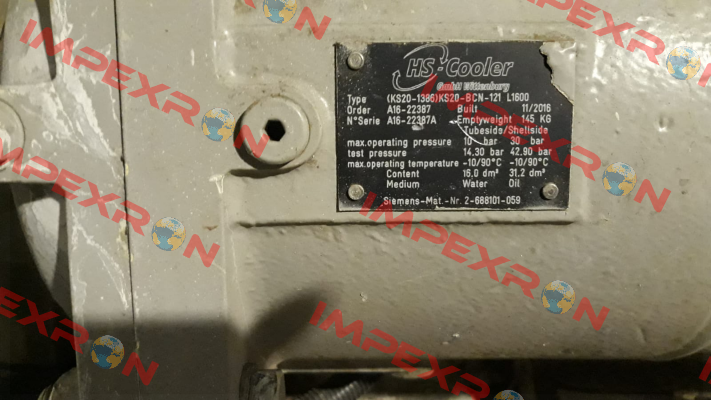 HS-Cooler
GmbH Wittenburg
Type (KS20-1386)KS20-BCN-121 L1600
Order A16-22387 Built 11/2016
N°Serie A16-22387A Emptyweight 145 KG
Tubeside/Shellside
max.operating pressure 10 bar 30 bar
test pressure 14,30 bar 42,90 bar
max.operating temperature -10/90°C -10/90°C
Content 16,0 dm³ 31,2 dm³
Medium Water Oil
Siemens-Mat.-Nr. 2-688101-059
IMPEXRON
IMPEXRON
IMPEXRON
IMPEXRON
IMPEXRON
IMPEXRON
IMPEXRON